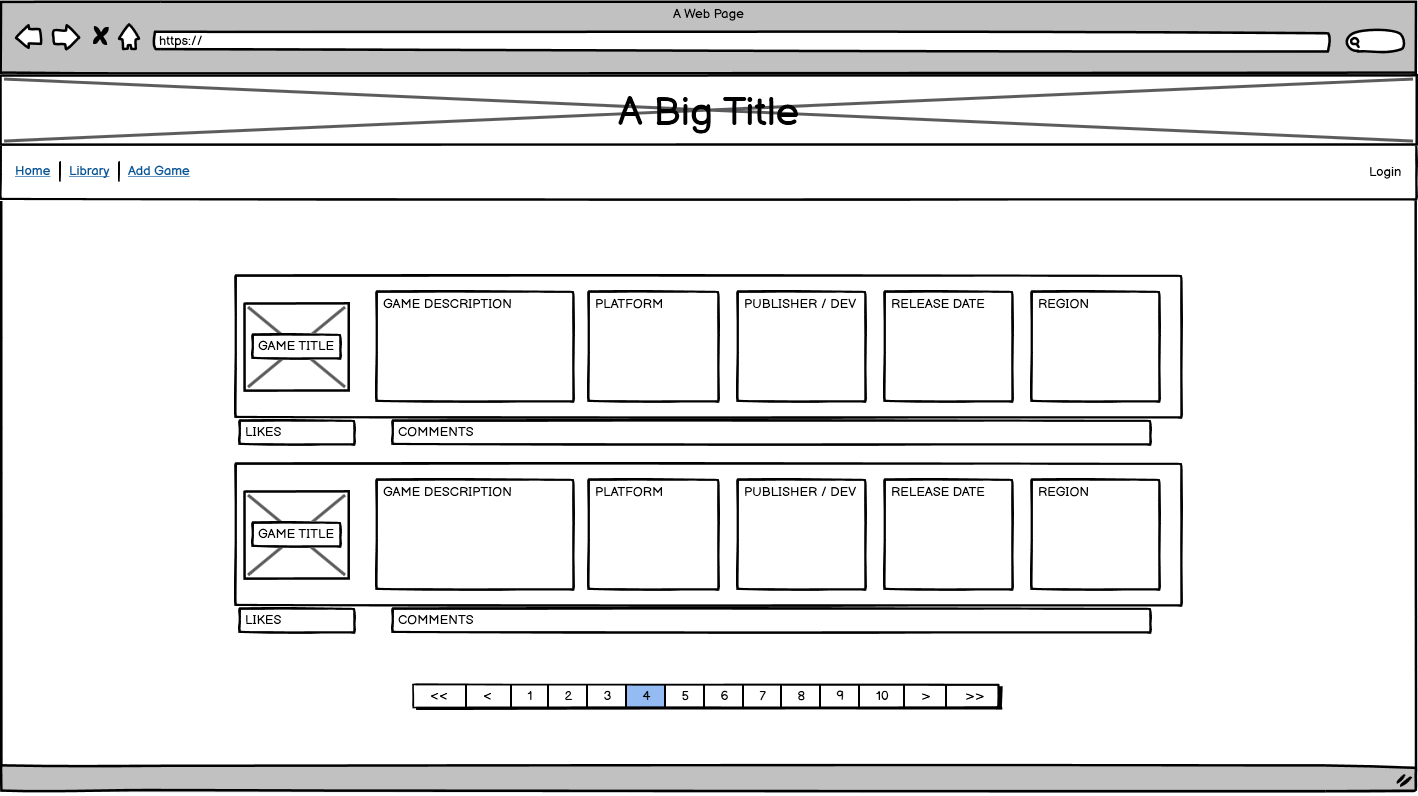 A Web Page
https://
A Big Title
Home Library Add Game Login
GAME DESCRIPTION PLATFORM PUBLISHER / DEV RELEASE DATE REGION
GAME TITLE
LIKES COMMENTS
GAME DESCRIPTION PLATFORM PUBLISHER / DEV RELEASE DATE REGION
GAME TITLE
LIKES COMMENTS
<< < 1 2 3 4 5 6 7 8 9 10 > >>